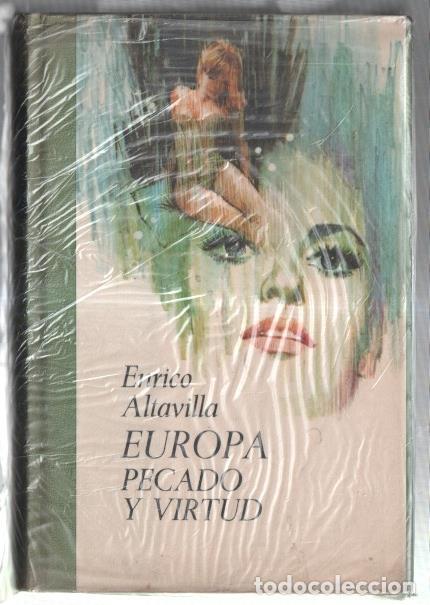 Enrico
Altavilla
EUROPA
PECADO
Y VIRTUD
todocoleccion